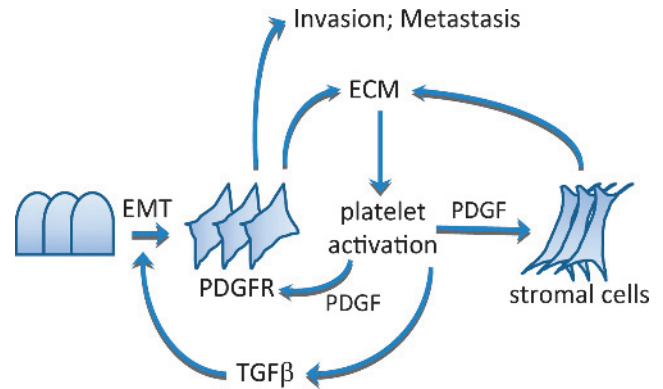 Invasion; Metastasis
ECM
EMT
platelet
activation
PDGF
PDGFR
PDGF
stromal cells
TGFβ